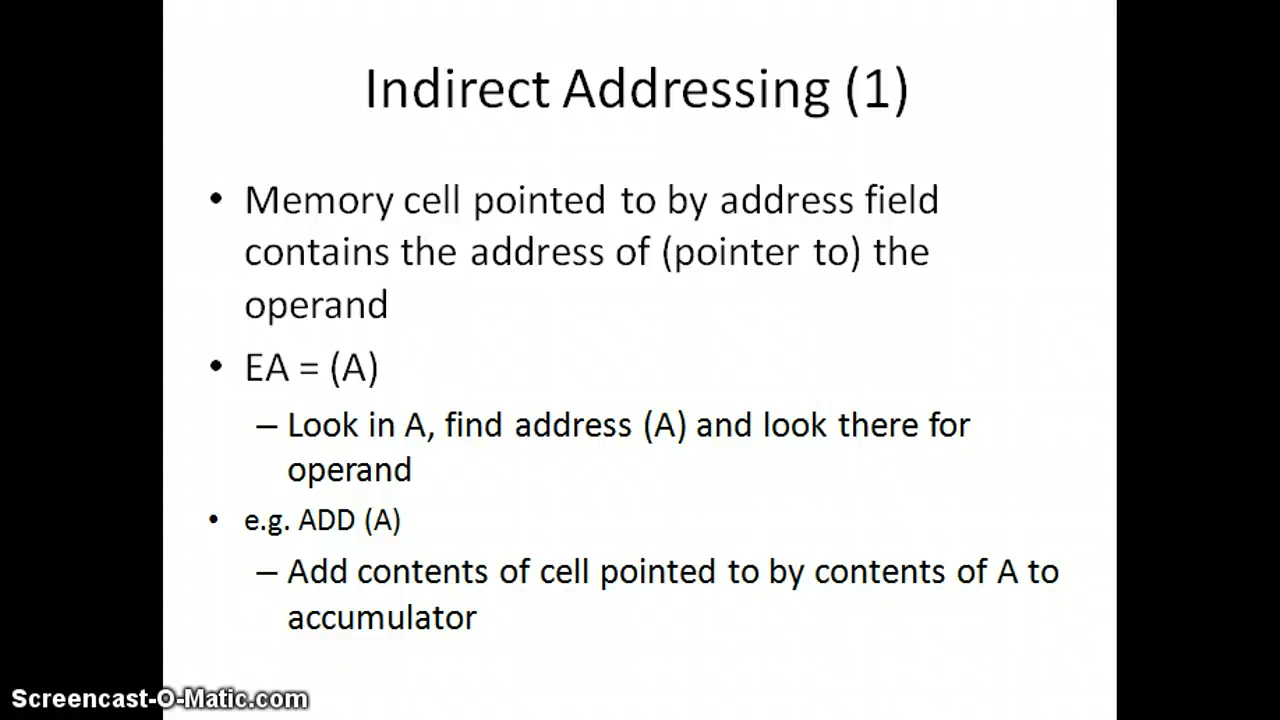 Indirect Addressing (1)
• Memory cell pointed to by address field
contains the address of (pointer to) the
operand
• EA = (A)
– Look in A, find address (A) and look there for
operand
• e.g. ADD (A)
– Add contents of cell pointed to by contents of A to
accumulator
Screencast-O-Matic.com